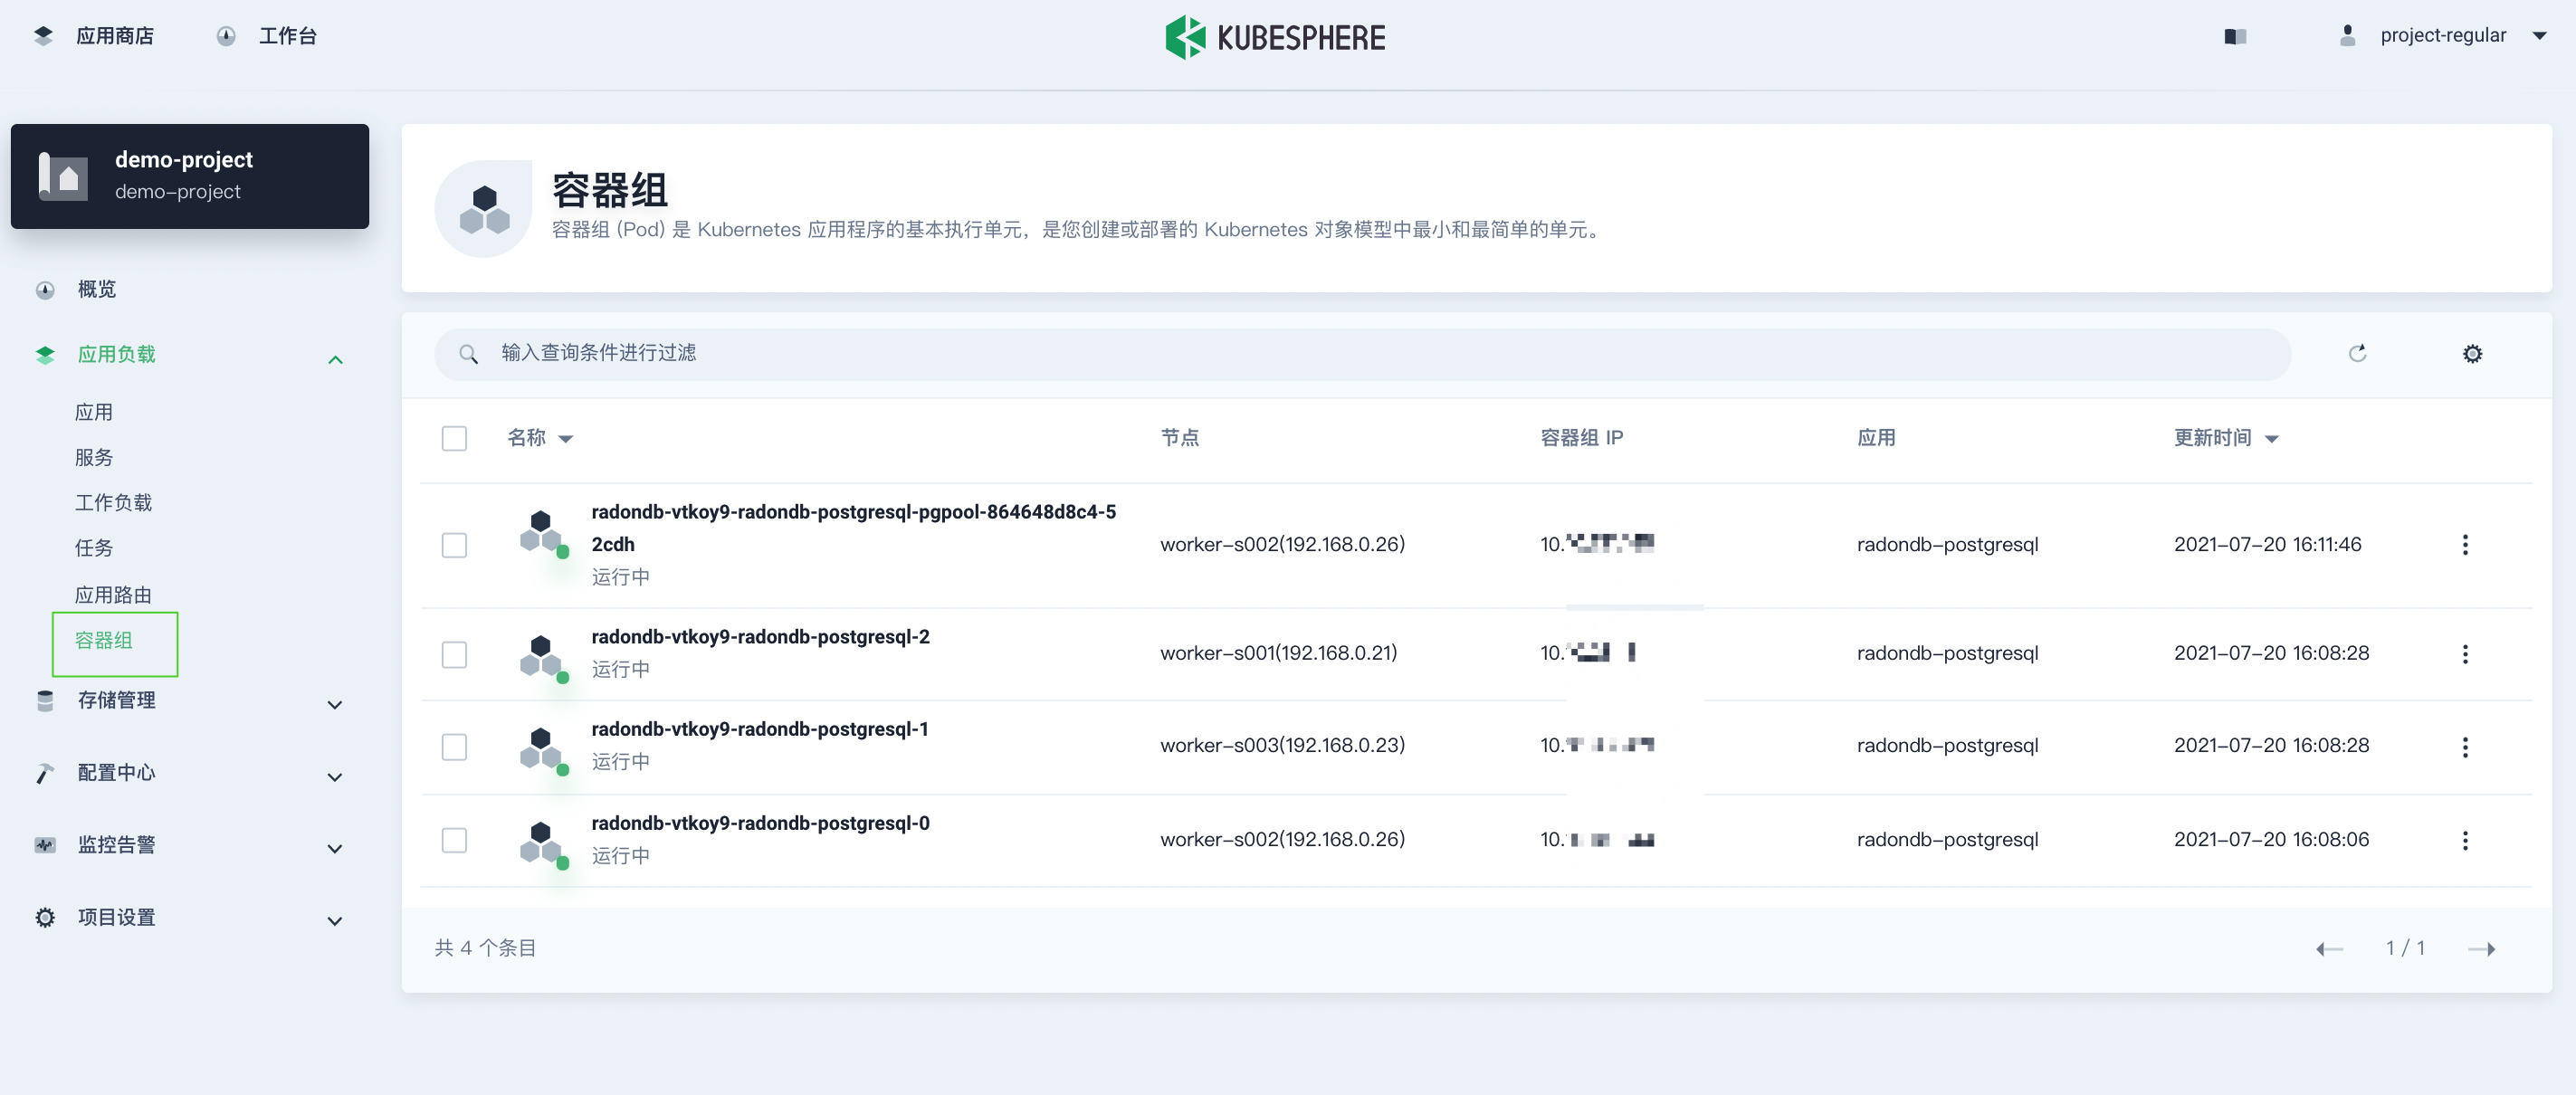 应用商店 工作台 KUBESPHERE project-regular
demo-project
demo-project
概览
应用负载
应用
服务
工作负载
任务
应用路由
容器组
存储管理
配置中心
监控告警
项目设置
容器组
容器组 (Pod) 是 Kubernetes 应用程序的基本执行单元，是您创建或部署的 Kubernetes 对象模型中最小和最简单的单元。
输入查询条件进行过滤
名称 节点 容器组 IP 应用 更新时间
radondb-vtkoy9-radondb-postgresql-pgpool-864648d8c4-5
2cdh
运行中
worker-s002(192.168.0.26) 10. radondb-postgresql 2021-07-20 16:11:46
radondb-vtkoy9-radondb-postgresql-2
运行中
worker-s001(192.168.0.21) 10. radondb-postgresql 2021-07-20 16:08:28
radondb-vtkoy9-radondb-postgresql-1
运行中
worker-s003(192.168.0.23) 10. radondb-postgresql 2021-07-20 16:08:28
radondb-vtkoy9-radondb-postgresql-0
运行中
worker-s002(192.168.0.26) 10. radondb-postgresql 2021-07-20 16:08:06
共 4 个条目 1 / 1